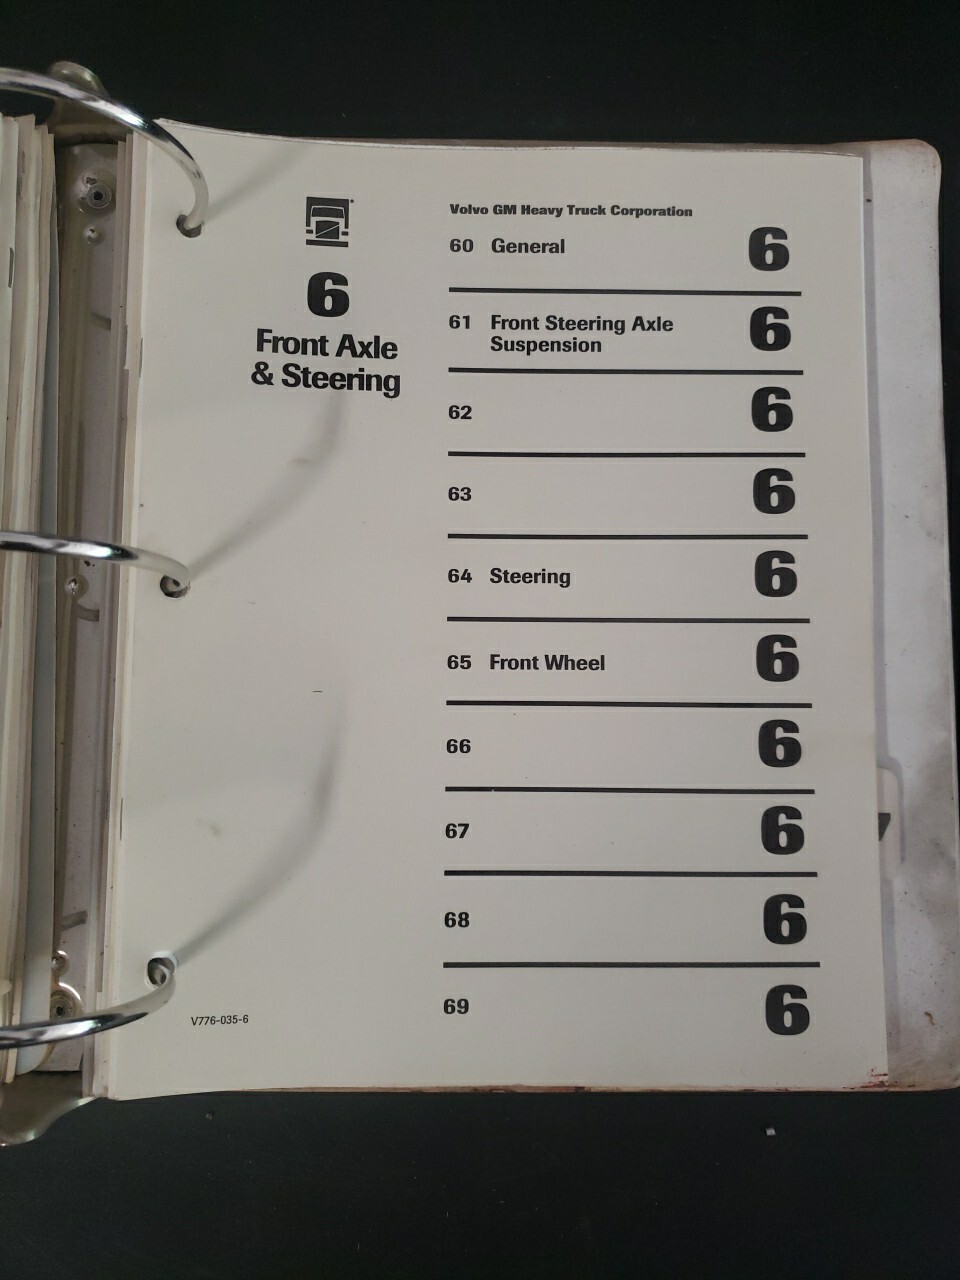 6
Front Axle
& Steering
Volvo GM Heavy Truck Corporation
60 General 6
61 Front Steering Axle
Suspension 6
62 6
63 6
64 Steering 6
65 Front Wheel 6
66 6
67 6
68 6
69 6
V776-035-6